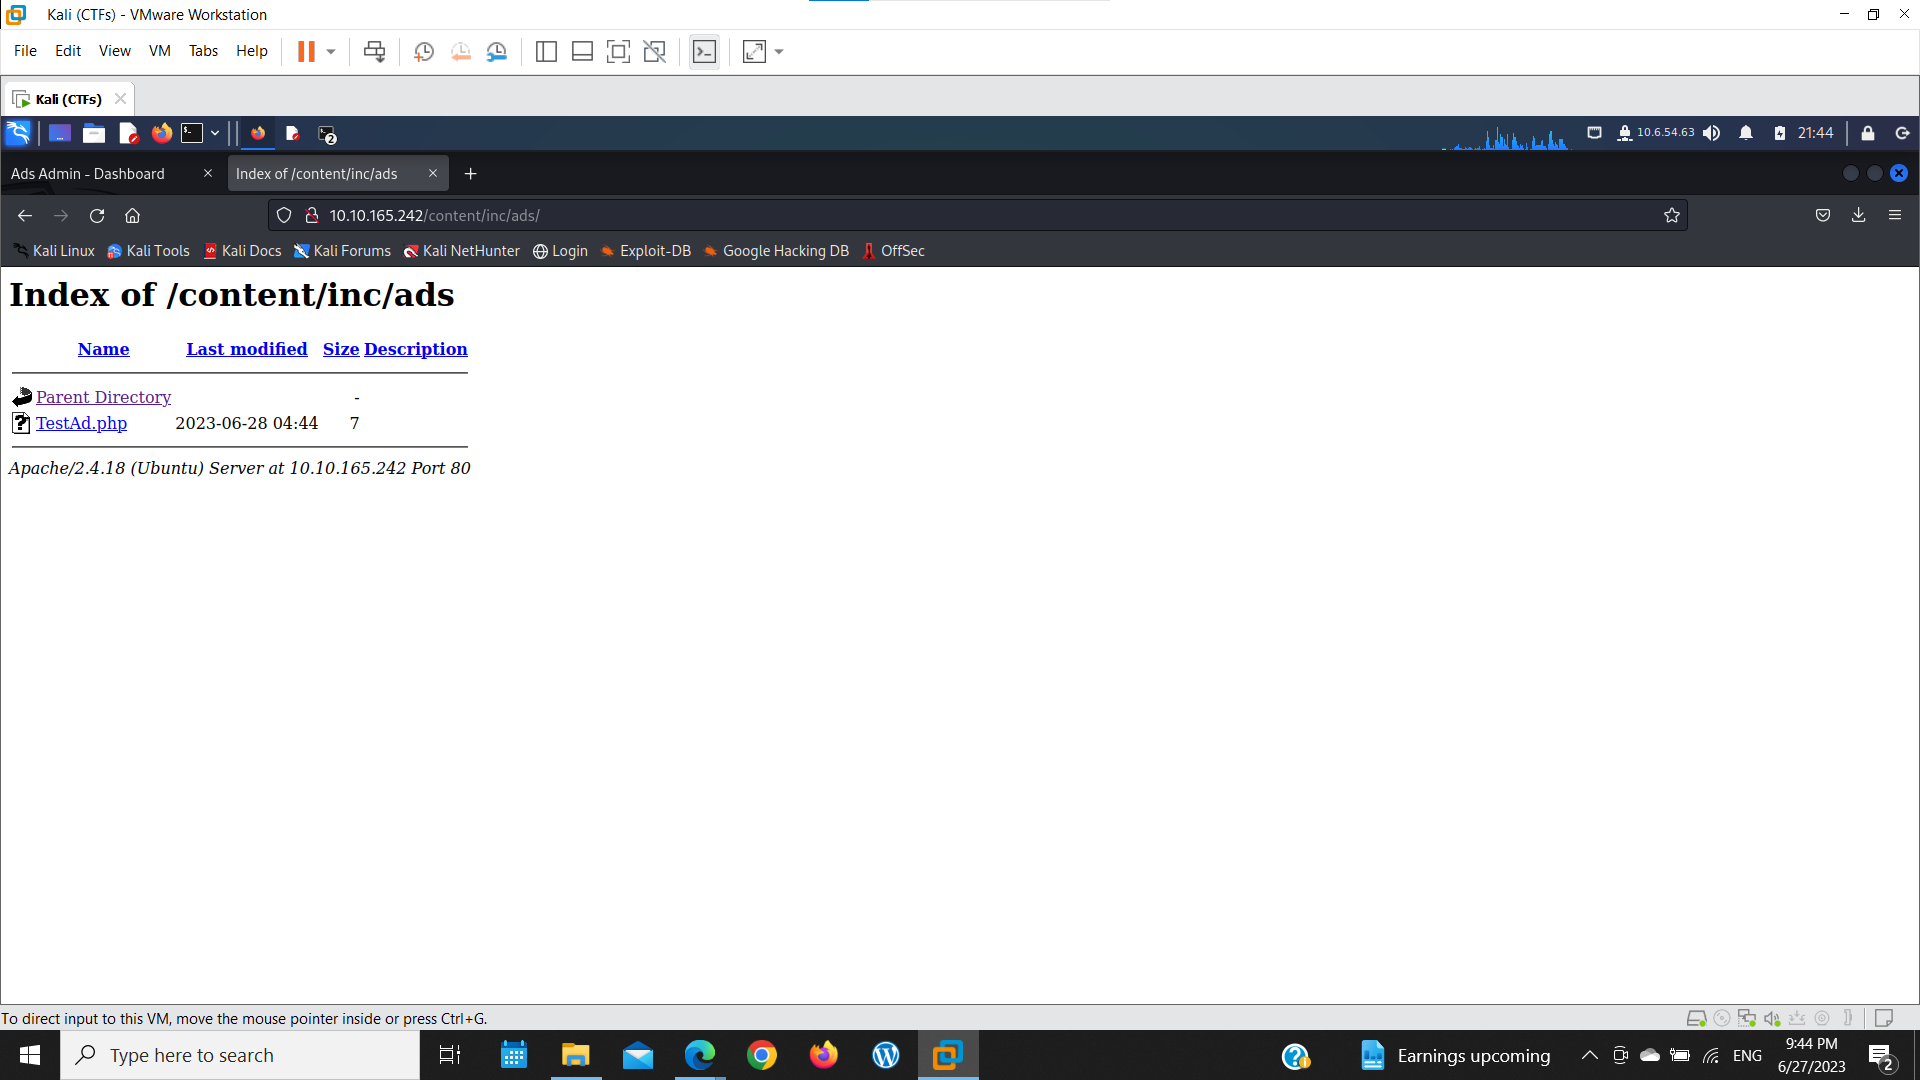 Kali (CTFs) - VMware Workstation
File Edit View VM Tabs Help
Kali (CTFs)
2 10.6.54.63 21:44
Ads Admin - Dashboard Index of /content/inc/ads
10.10.165.242/content/inc/ads/
Kali Linux Kali Tools Kali Docs Kali Forums Kali NetHunter Login Exploit-DB Google Hacking DB OffSec
Index of /content/inc/ads
Name Last modified Size Description
Parent Directory -
TestAd.php 2023-06-28 04:44 7
Apache/2.4.18 (Ubuntu) Server at 10.10.165.242 Port 80
To direct input to this VM, move the mouse pointer inside or press Ctrl+G.
Type here to search
Earnings upcoming
ENG
9:44 PM
6/27/2023
2